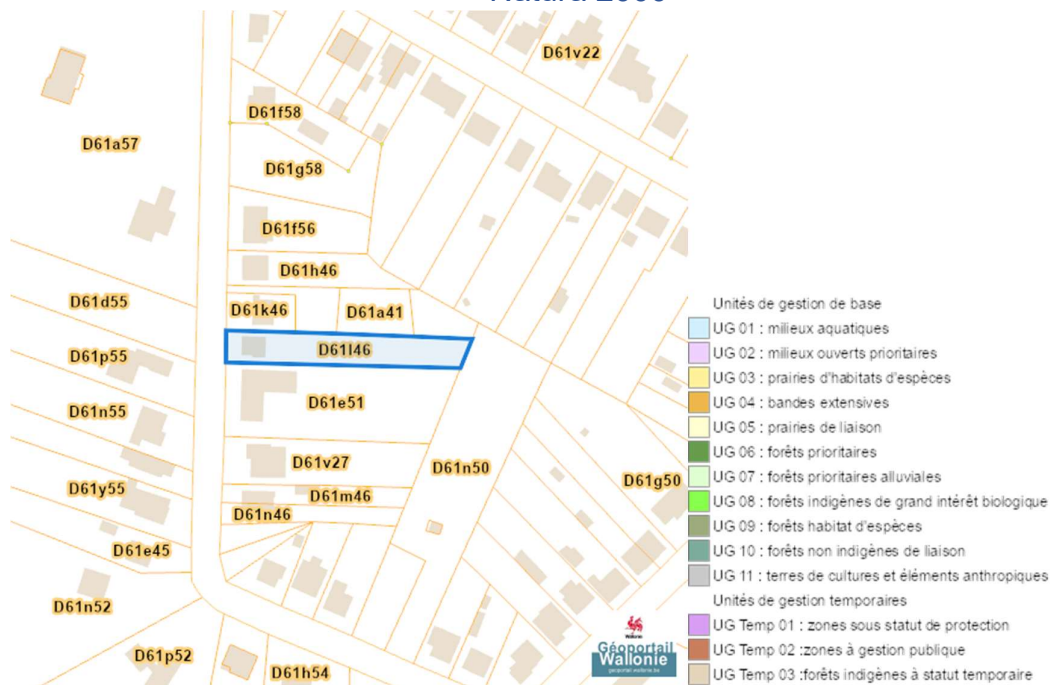 D61v22
D61f58
D61a57
D61g58
D61f56
D61h46
D61d55
D61k46
D61a41
D61p55
D61l46
D61e51
D61n55
D61v27
D61n50
D61y55
D61m46
D61g50
D61n46
D61e45
D61n52
D61p52
D61h54
Unités de gestion de base
UG 01 : milieux aquatiques
UG 02 : milieux ouverts prioritaires
UG 03 : prairies d'habitats d'espèces
UG 04 : bandes extensives
UG 05 : prairies de liaison
UG 06 : forêts prioritaires
UG 07 : forêts prioritaires alluviales
UG 08 : forêts indigènes de grand intérêt biologique
UG 09 : forêts habitat d'espèces
UG 10 : forêts non indigènes de liaison
UG 11 : terres de cultures et éléments anthropiques
Unités de gestion temporaires
UG Temp 01 : zones sous statut de protection
UG Temp 02 :zones à gestion publique
UG Temp 03 :forêts indigènes à statut temporaire
Géoportail
Wallonie